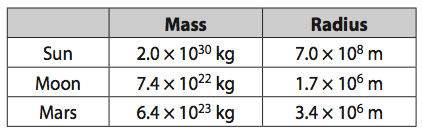 Mass Radius
Sun 2.0 × 10³⁰ kg 7.0 × 10⁸ m
Moon 7.4 × 10²² kg 1.7 × 10⁶ m
Mars 6.4 × 10²³ kg 3.4 × 10⁶ m